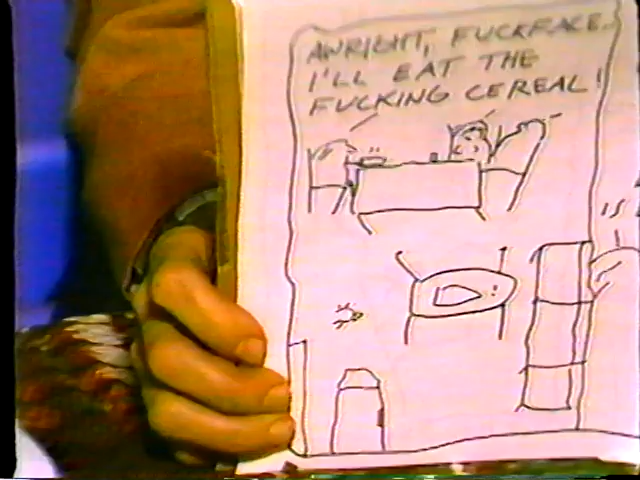 AWRIGHT, FUCKFACE.
I'LL EAT THE
FUCKING CEREAL!